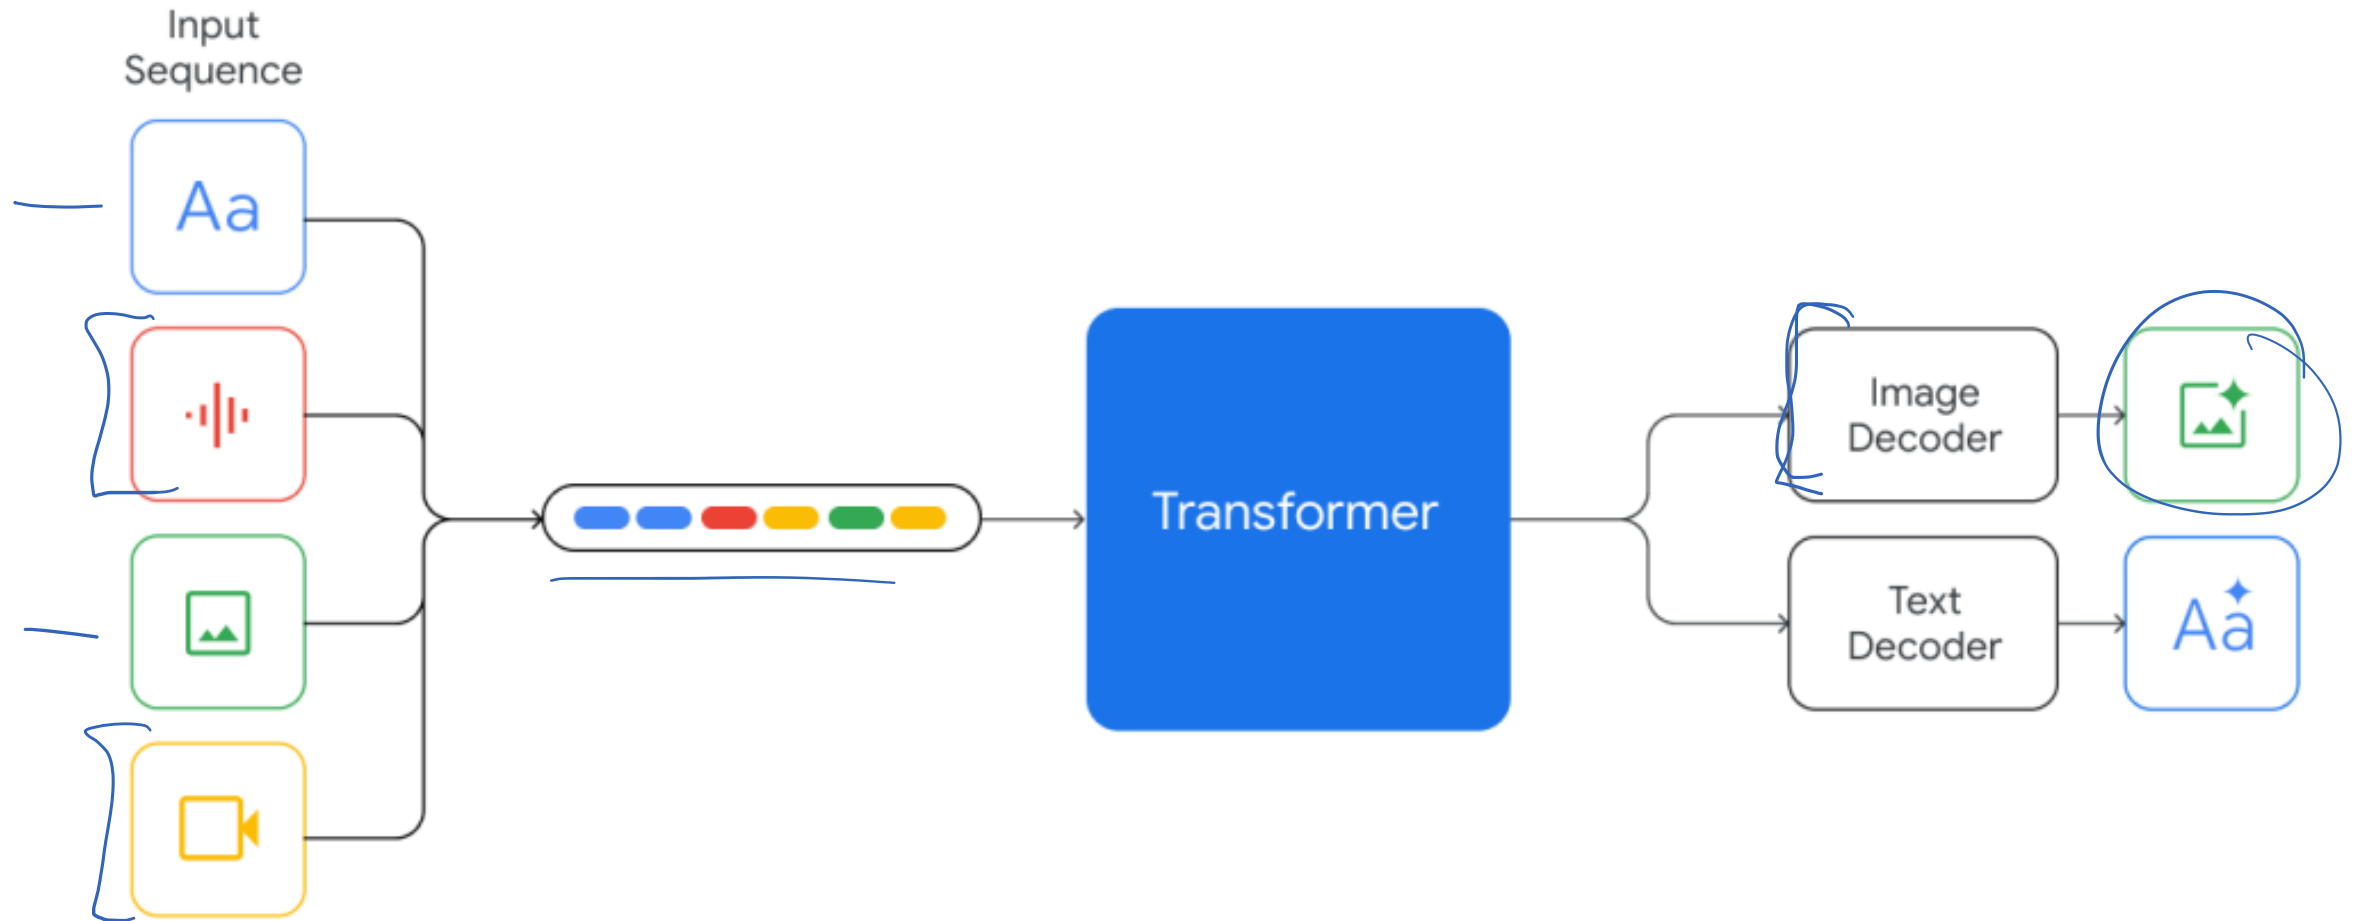 Input
Sequence
Aa
Transformer
Image
Decoder
Text
Decoder
Aa